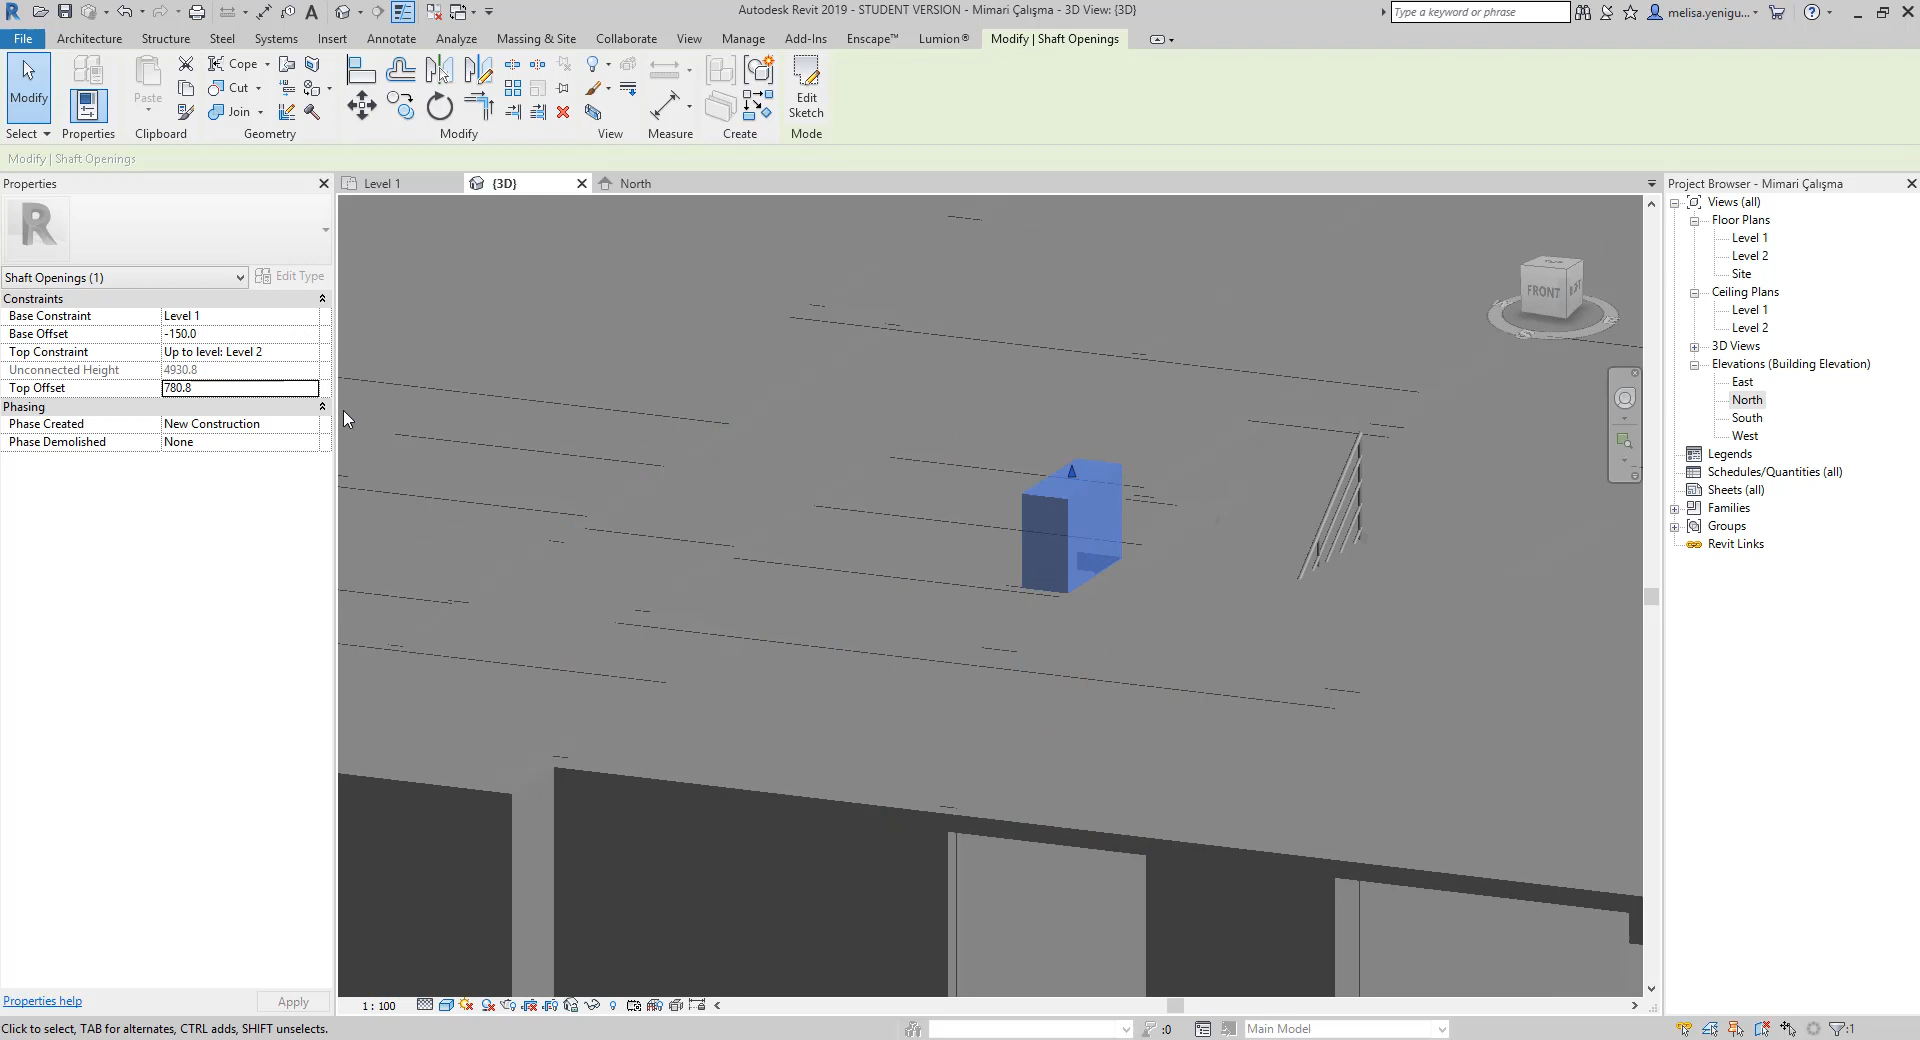 Autodesk Revit 2019 - STUDENT VERSION - Mimari Çalışma - 3D View: {3D}
Type a keyword or phrase
melisa.yenigu...
File Architecture Structure Steel Systems Insert Annotate Analyze Massing & Site Collaborate View Manage Add-Ins Enscape™ Lumion® Modify | Shaft Openings
Modify
Paste
Cope
Cut
Join
Edit
Sketch
Select Properties Clipboard Geometry Modify View Measure Create Mode
Modify | Shaft Openings
Properties
Level 1
{3D}
North
Project Browser - Mimari Çalışma
Shaft Openings (1)
Edit Type
Constraints
Base Constraint Level 1
Base Offset -150.0
Top Constraint Up to level: Level 2
Unconnected Height 4930.8
Top Offset 780.8
Phasing
Phase Created New Construction
Phase Demolished None
FRONT
Views (all)
Floor Plans
Level 1
Level 2
Site
Ceiling Plans
Level 1
Level 2
3D Views
Elevations (Building Elevation)
East
North
South
West
Legends
Schedules/Quantities (all)
Sheets (all)
Families
Groups
Revit Links
Properties help
Apply
1 : 100
Click to select, TAB for alternates, CTRL adds, SHIFT unselects.
:0
Main Model
:1